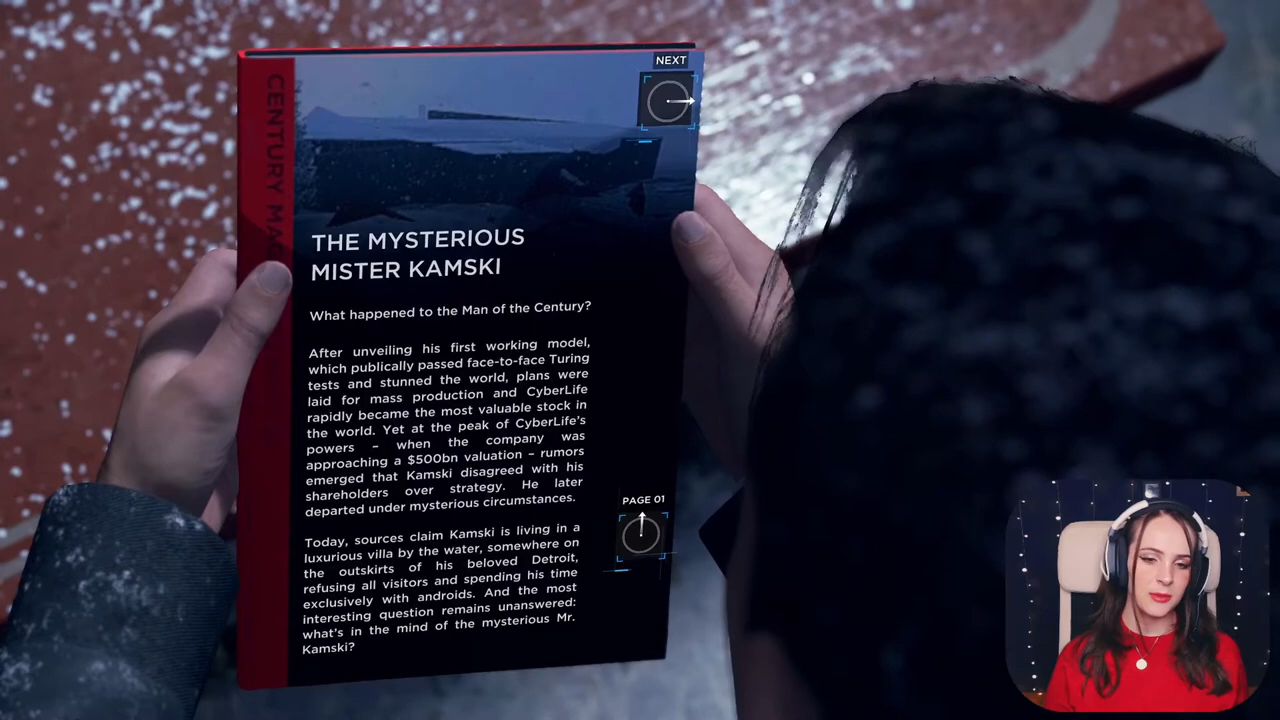 NEXT
CENTURY MA
THE MYSTERIOUS
MISTER KAMSKI
What happened to the Man of the Century?
After unveiling his first working model,
which publically passed face-to-face Turing
tests and stunned the world, plans were
laid for mass production and CyberLife
rapidly became the most valuable stock in
the world. Yet at the peak of CyberLife's
powers – when the company was
approaching a $500bn valuation – rumors
emerged that Kamski disagreed with his
shareholders over strategy. He later
departed under mysterious circumstances.
PAGE 01
Today, sources claim Kamski is living in a
luxurious villa by the water, somewhere on
the outskirts of his beloved Detroit,
refusing all visitors and spending his time
exclusively with androids. And the most
interesting question remains unanswered:
what's in the mind of the mysterious Mr.
Kamski?